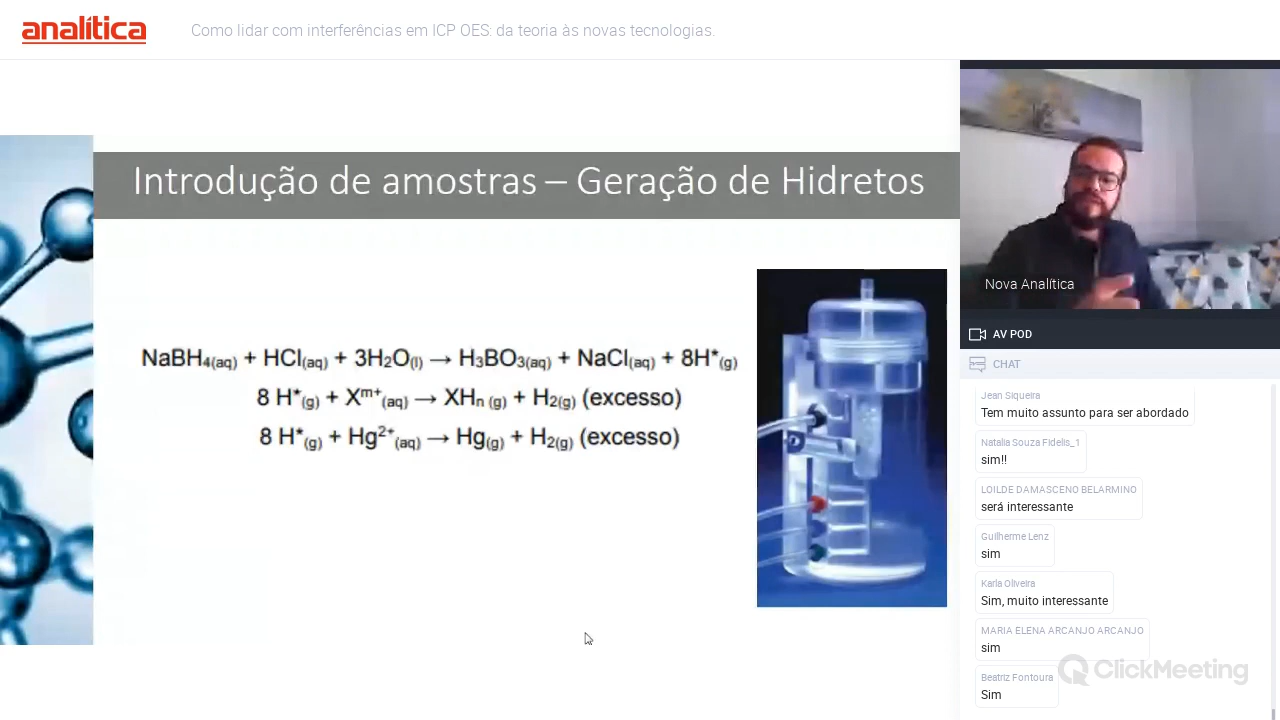 analítica
Como lidar com interferências em ICP OES: da teoria às novas tecnologias.
Introdução de amostras – Geração de Hidretos
NaBH4(aq) + HCl(aq) + 3H2O(l) → H3BO3(aq) + NaCl(aq) + 8H*(g)
8 H*(g) + Xm+(aq) → XHn (g) + H2(g) (excesso)
8 H*(g) + Hg2+(aq) → Hg(g) + H2(g) (excesso)
Nova Analítica
AV POD
CHAT
Jean Siqueira
Tem muito assunto para ser abordado
Natalia Souza Fidelis_1
sim!!
LOILDE DAMASCENO BELARMINO
será interessante
Guilherme Lenz
sim
Karla Oliveira
Sim, muito interessante
MARIA ELENA ARCANJO ARCANJO
sim
Beatriz Fontoura
Sim
ClickMeeting